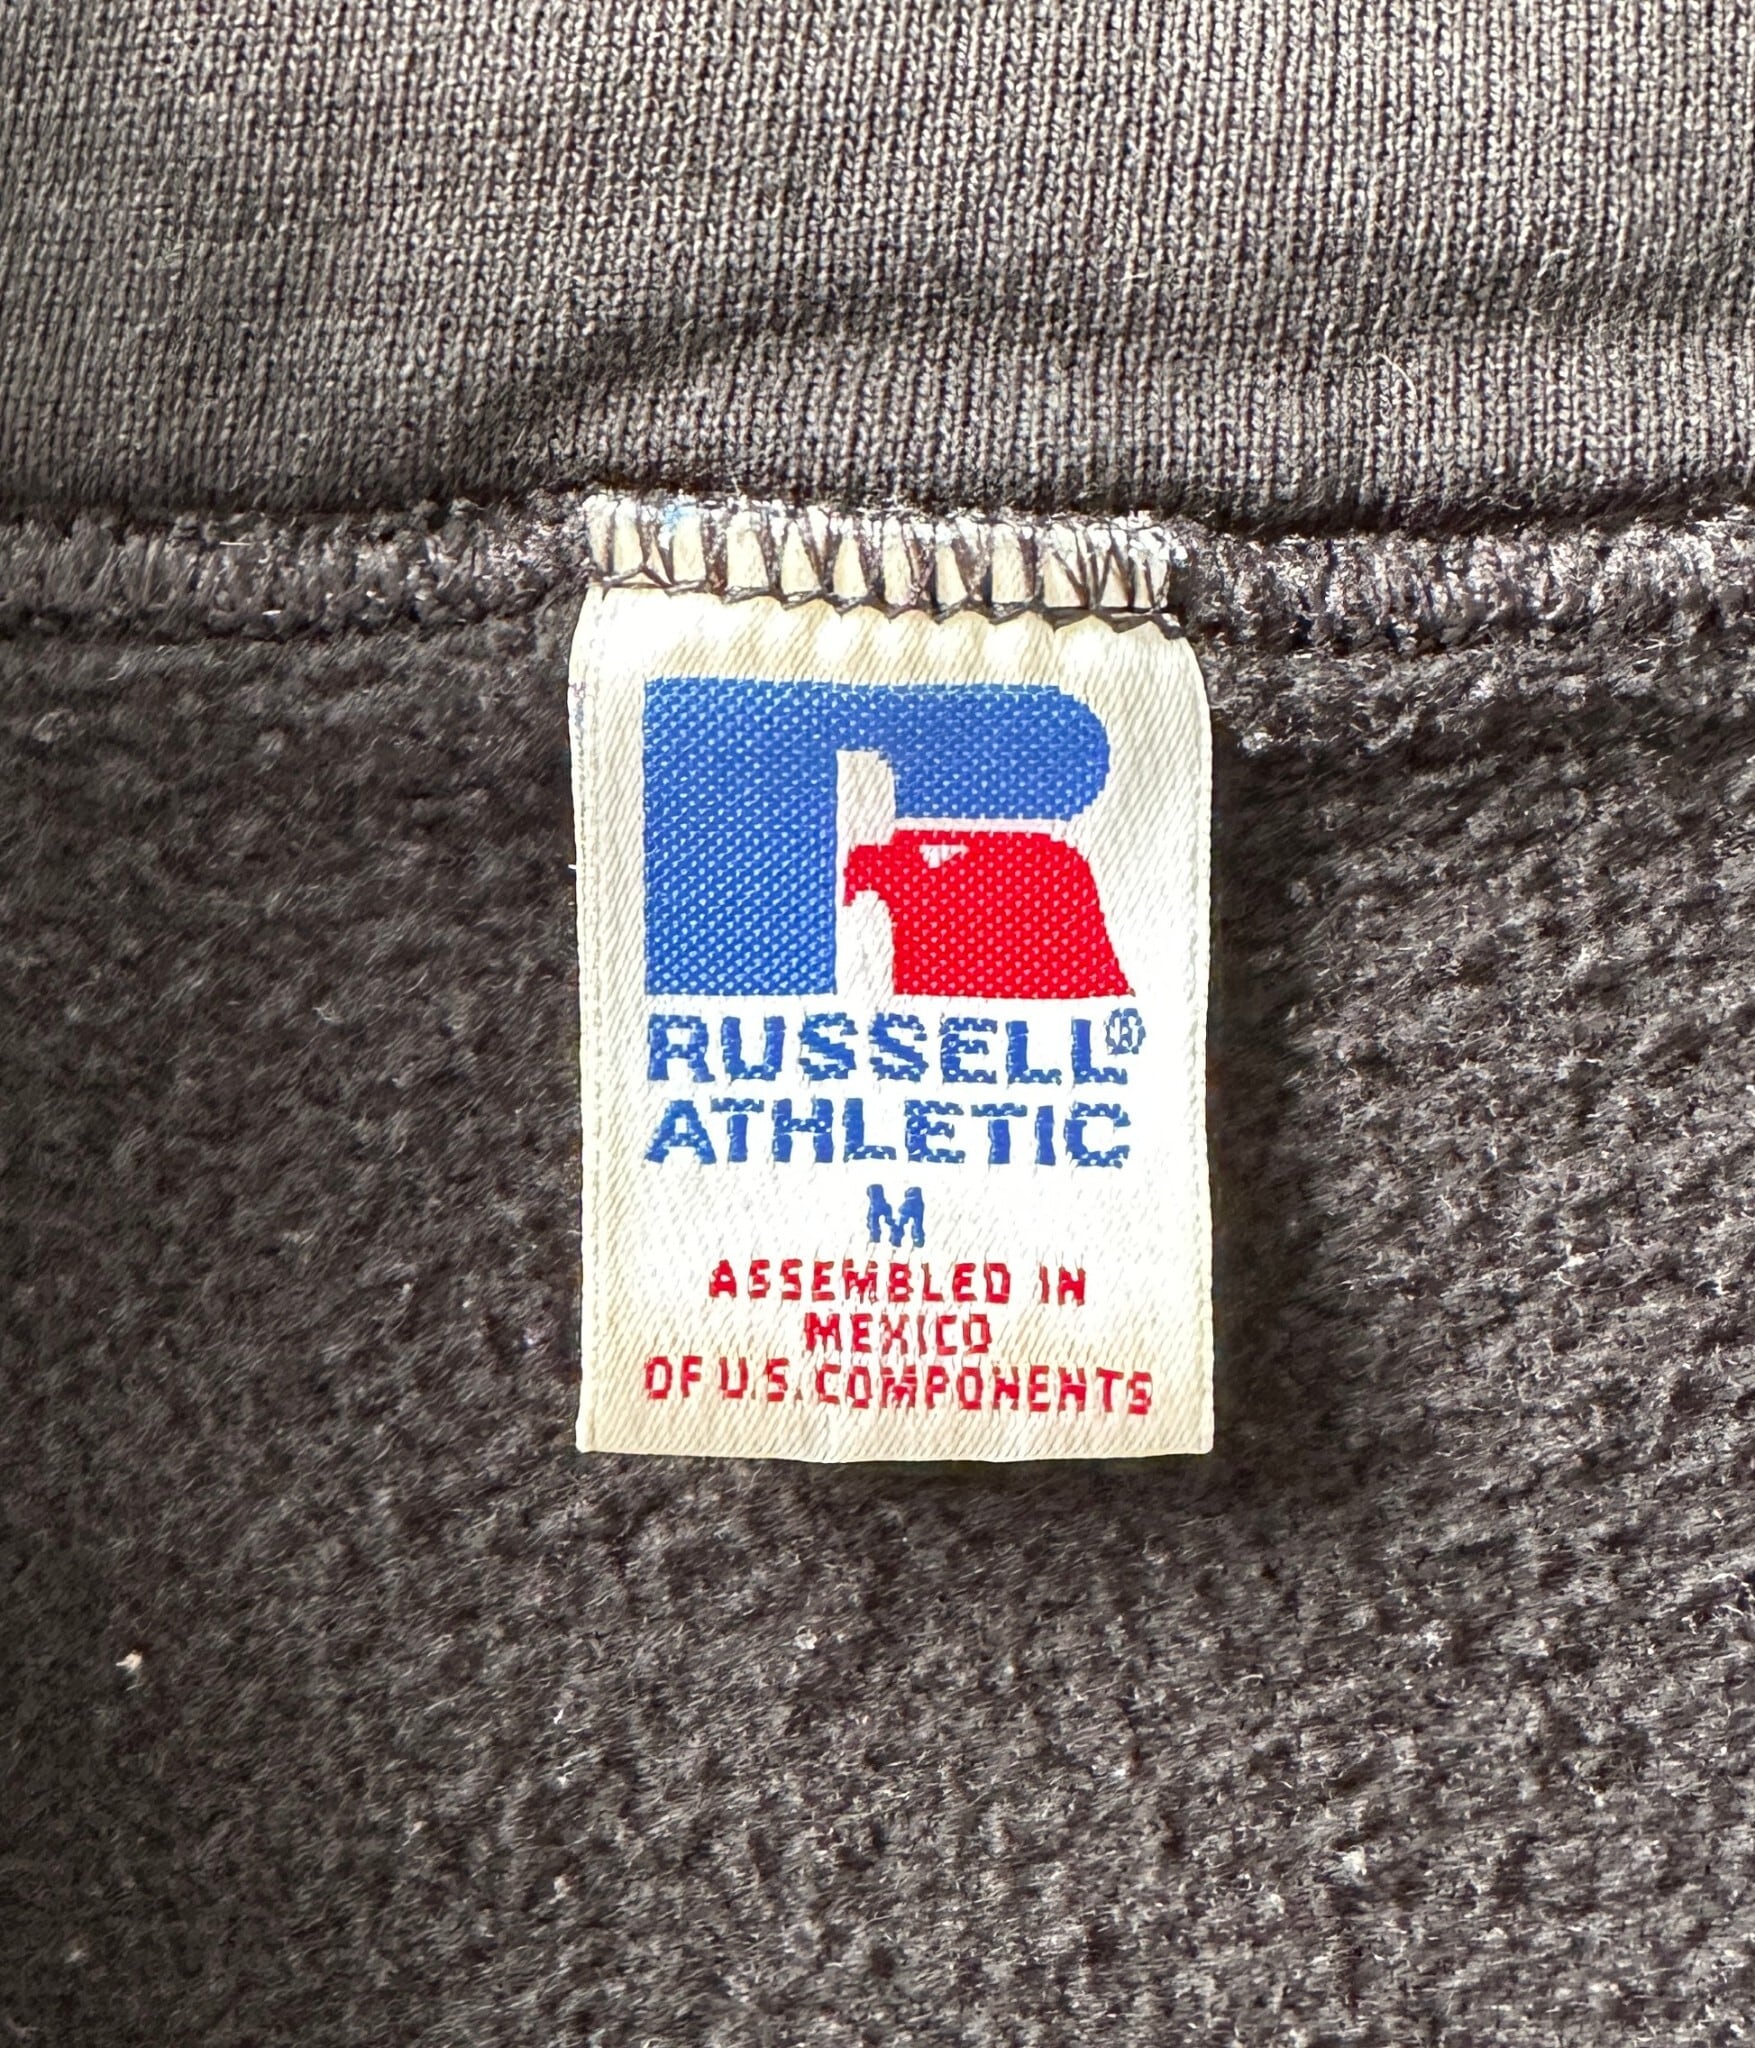 RUSSELL®
ATHLETIC
M
ASSEMBLED IN
MEXICO
OF U.S. COMPONENTS